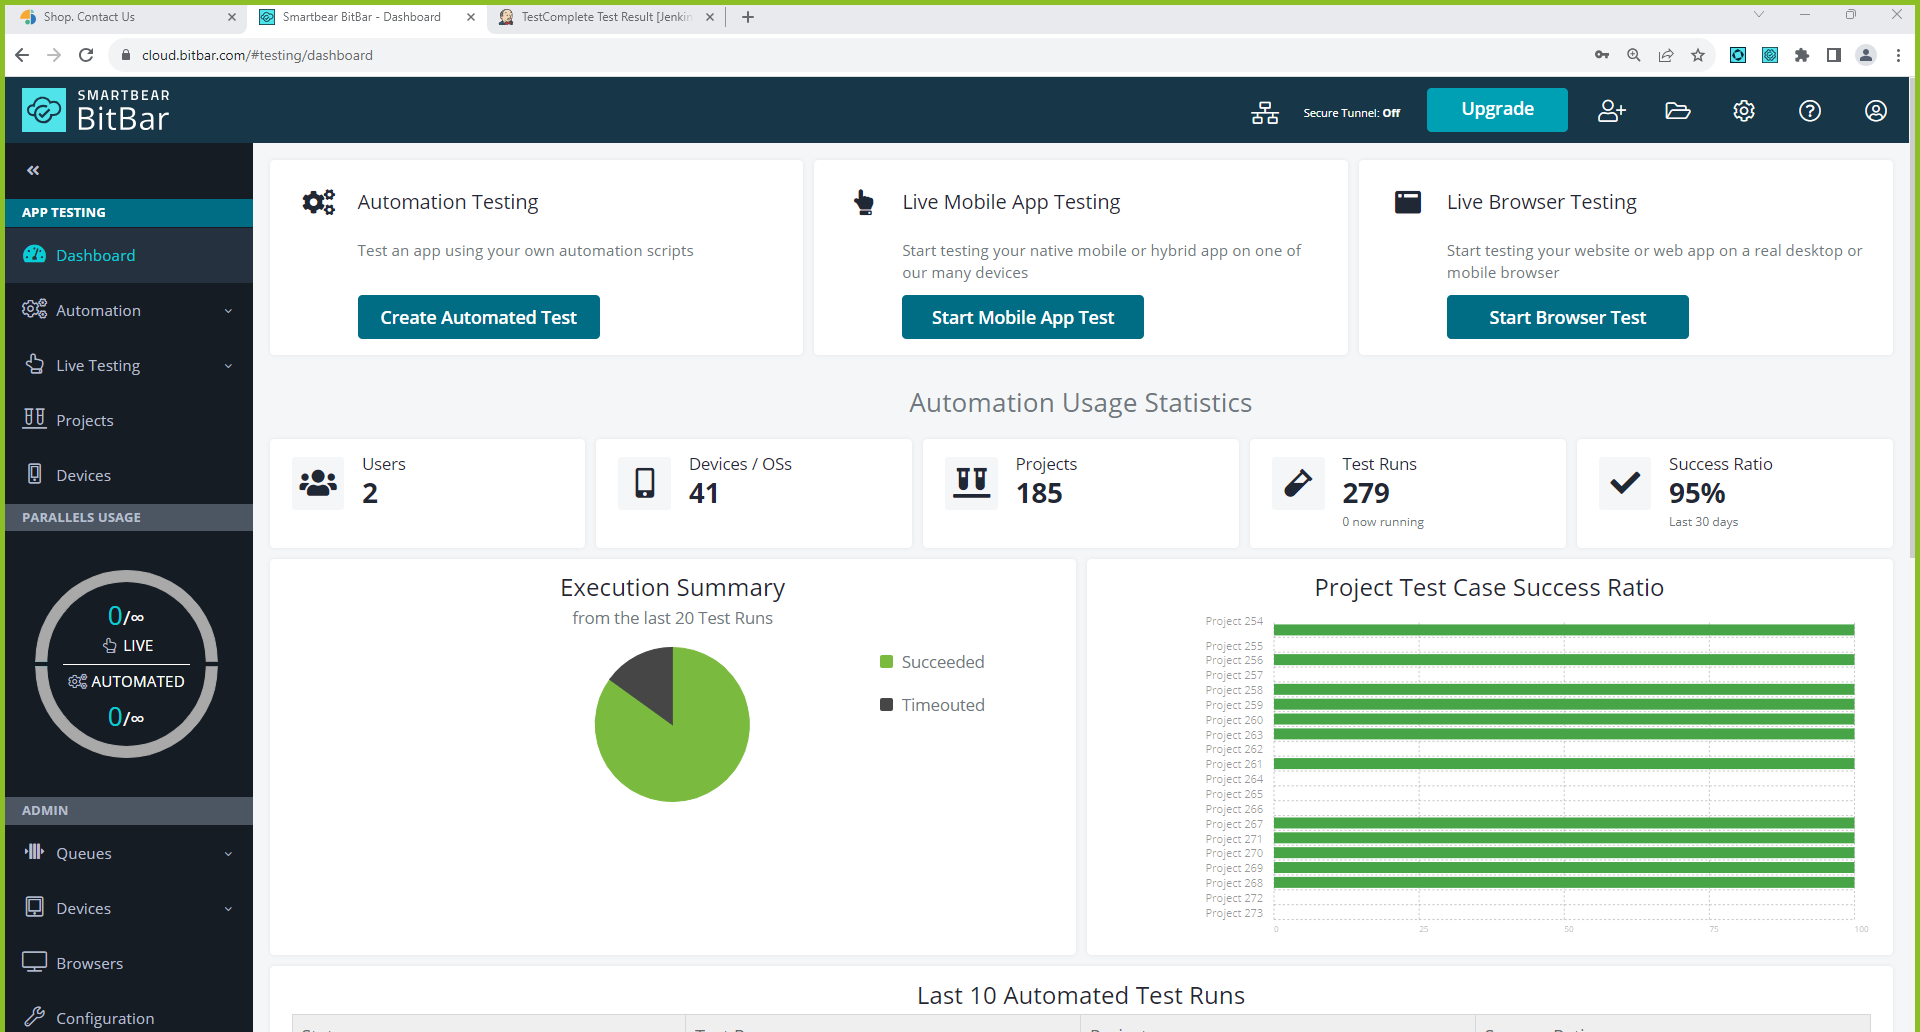 Shop. Contact Us
Smartbear BitBar - Dashboard
TestComplete Test Result [Jenkin
cloud.bitbar.com/#testing/dashboard
SMARTBEAR
BitBar
Secure Tunnel: Off
Upgrade
APP TESTING
Dashboard
Automation
Live Testing
Projects
Devices
PARALLELS USAGE
0/∞
LIVE
AUTOMATED
0/∞
ADMIN
Queues
Devices
Browsers
Configuration
Automation Testing
Test an app using your own automation scripts
Create Automated Test
Live Mobile App Testing
Start testing your native mobile or hybrid app on one of
our many devices
Start Mobile App Test
Live Browser Testing
Start testing your website or web app on a real desktop or
mobile browser
Start Browser Test
Automation Usage Statistics
Users
2
Devices / OSs
41
Projects
185
Test Runs
279
0 now running
Success Ratio
95%
Last 30 days
Execution Summary
from the last 20 Test Runs
Succeeded
Timeouted
Project Test Case Success Ratio
Project 254
Project 255
Project 256
Project 257
Project 258
Project 259
Project 260
Project 263
Project 262
Project 261
Project 264
Project 265
Project 266
Project 267
Project 271
Project 270
Project 269
Project 268
Project 272
Project 273
0 25 50 75 100
Last 10 Automated Test Runs